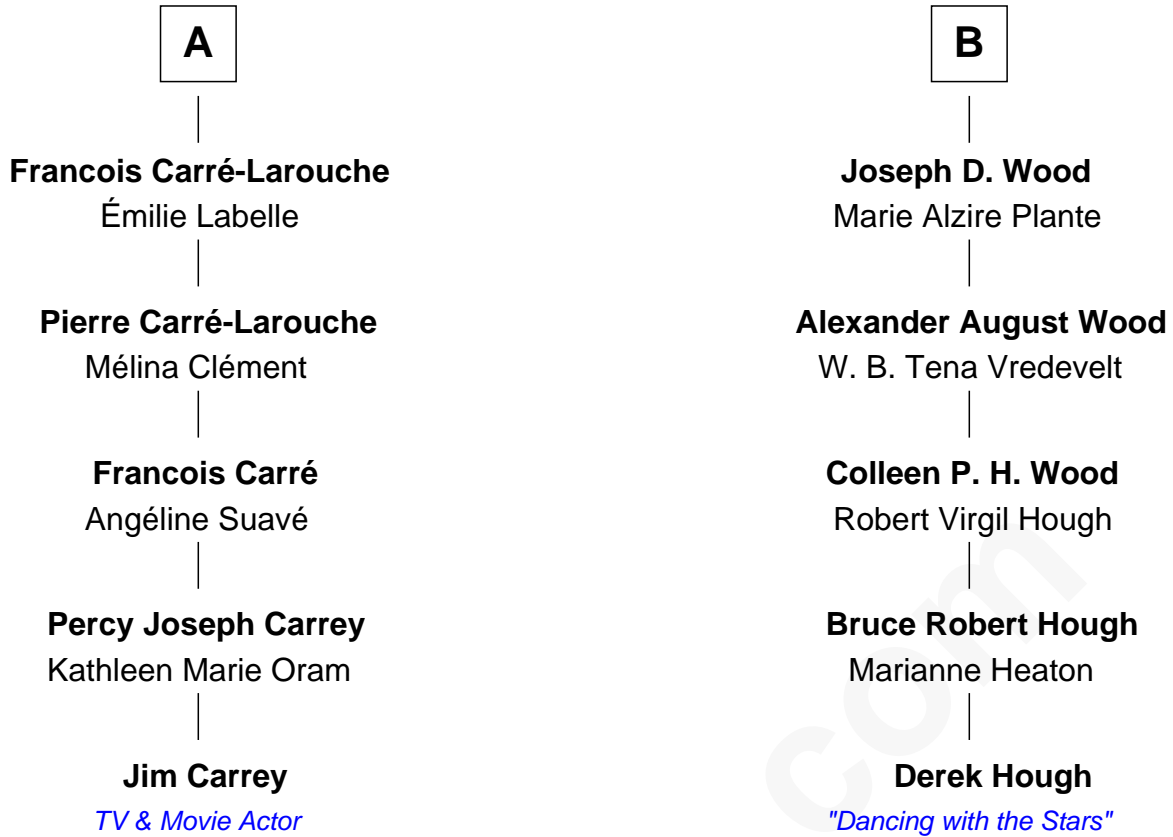 A
Francois Carré-Larouche
Émilie Labelle
Pierre Carré-Larouche
Mélina Clément
Francois Carré
Angéline Suavé
Percy Joseph Carrey
Kathleen Marie Oram
Jim Carrey
TV & Movie Actor
B
Joseph D. Wood
Marie Alzire Plante
Alexander August Wood
W. B. Tena Vredevelt
Colleen P. H. Wood
Robert Virgil Hough
Bruce Robert Hough
Marianne Heaton
Derek Hough
"Dancing with the Stars"
com